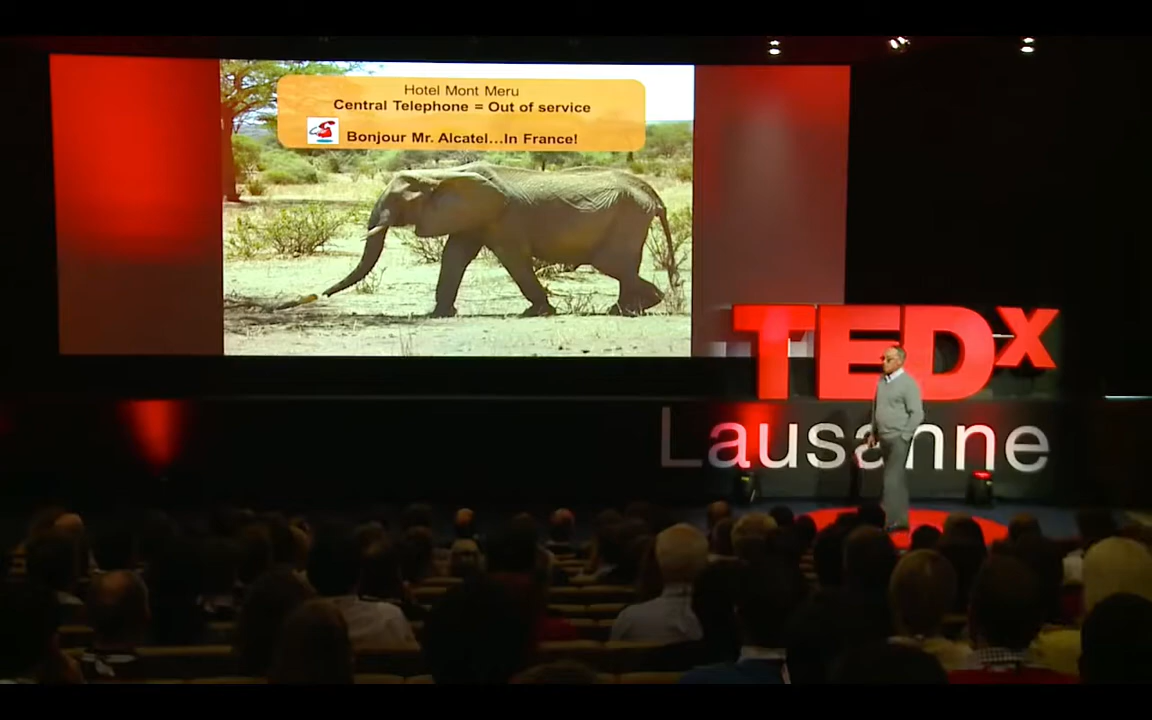 Hotel Mont Meru
Central Telephone = Out of service
Bonjour Mr. Alcatel...In France!
TEDx
Lausanne